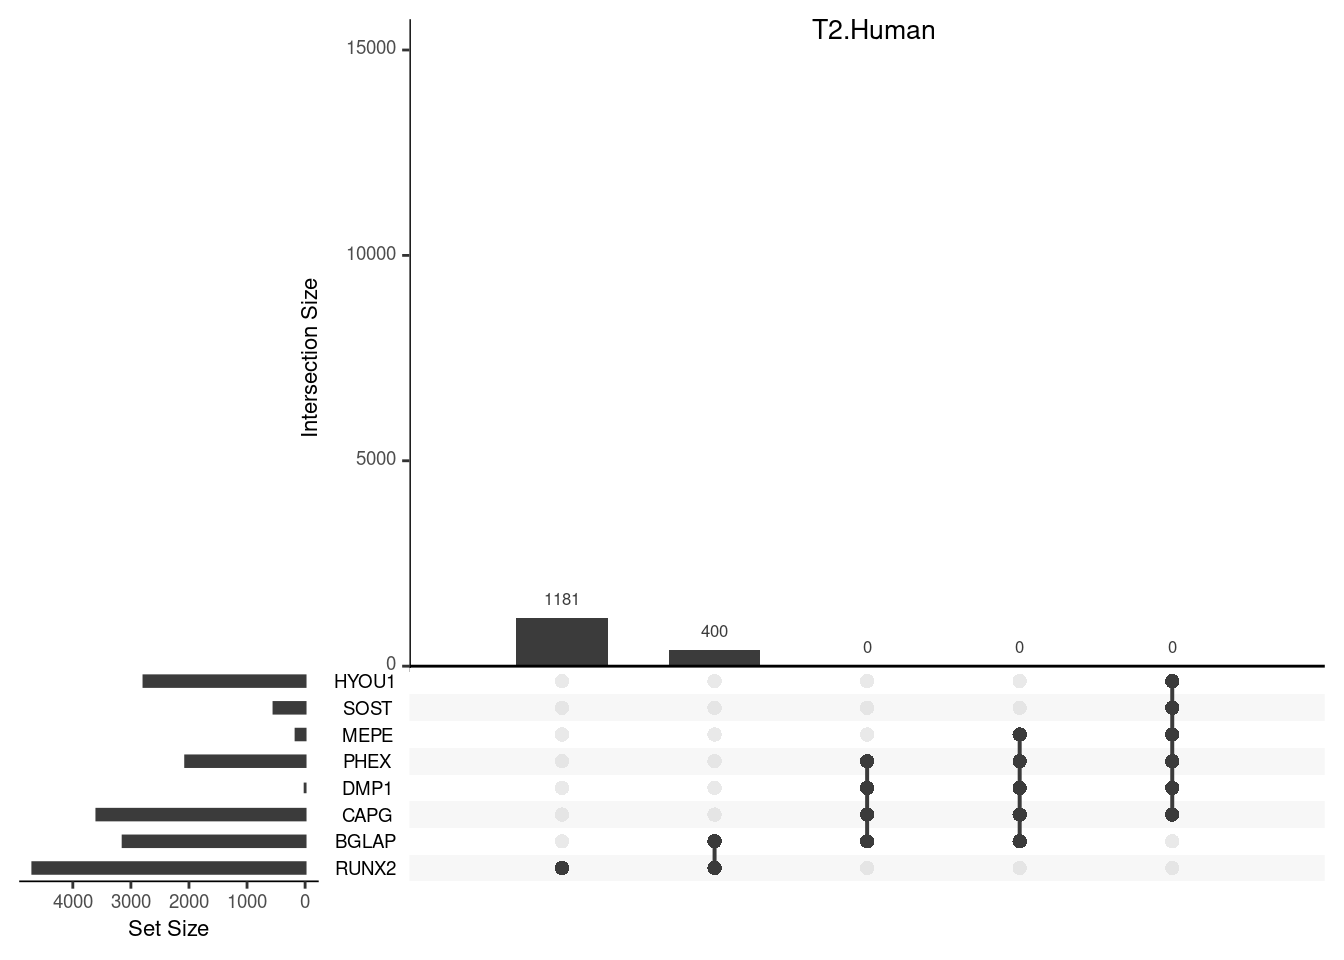 T2.Human
15000
10000
5000
0
Intersection Size
1181
400
0
0
0
HYOU1
SOST
MEPE
PHEX
DMP1
CAPG
BGLAP
RUNX2
4000 3000 2000 1000 0
Set Size